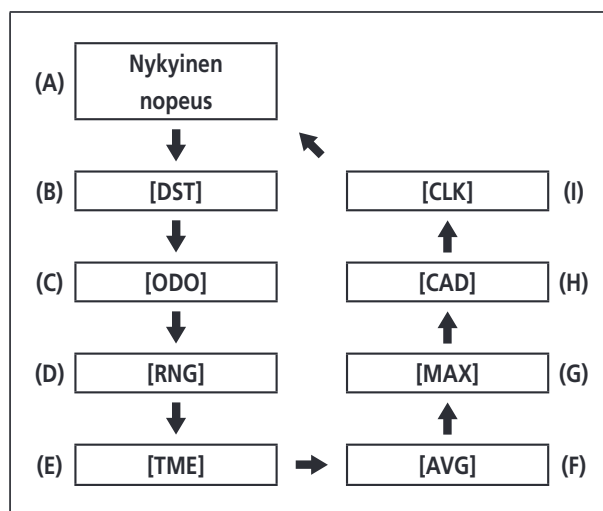 (A)
Nykyinen
nopeus
(B)
[DST]
[CLK]
(I)
(C)
[ODO]
[CAD]
(H)
(D)
[RNG]
[MAX]
(G)
(E)
[TME]
[AVG]
(F)